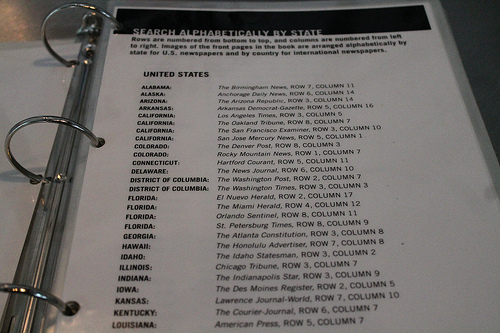 SEARCH ALPHABETICALLY BY STATE
Rows are numbered from bottom to top, and columns are numbered from left
to right. Images of the front pages in the book are arranged alphabetically by
state for U.S. newspapers and by country for international newspapers.
UNITED STATES
ALABAMA: The Birmingham News, ROW 7, COLUMN 11
ALASKA: Anchorage Daily News, ROW 6, COLUMN 14
ARIZONA: The Arizona Republic, ROW 3, COLUMN 14
ARKANSAS: Arkansas Democrat-Gazette, ROW 5, COLUMN 16
CALIFORNIA: Los Angeles Times, ROW 3, COLUMN 5
CALIFORNIA: The Oakland Tribune, ROW 8, COLUMN 7
CALIFORNIA: The San Francisco Examiner, ROW 3, COLUMN 10
CALIFORNIA: San Jose Mercury News, ROW 5, COLUMN 1
COLORADO: The Denver Post, ROW 8, COLUMN 3
COLORADO: Rocky Mountain News, ROW 1, COLUMN 7
CONNECTICUT: Hartford Courant, ROW 5, COLUMN 11
DELAWARE: The News Journal, ROW 6, COLUMN 10
DISTRICT OF COLUMBIA: The Washington Post, ROW 2, COLUMN 7
DISTRICT OF COLUMBIA: The Washington Times, ROW 3, COLUMN 3
FLORIDA: El Nuevo Herald, ROW 2, COLUMN 17
FLORIDA: The Miami Herald, ROW 4, COLUMN 12
FLORIDA: Orlando Sentinel, ROW 8, COLUMN 11
FLORIDA: St. Petersburg Times, ROW 8, COLUMN 9
GEORGIA: The Atlanta Constitution, ROW 3, COLUMN 8
HAWAII: The Honolulu Advertiser, ROW 7, COLUMN 8
IDAHO: The Idaho Statesman, ROW 3, COLUMN 2
ILLINOIS: Chicago Tribune, ROW 3, COLUMN 7
INDIANA: The Indianapolis Star, ROW 3, COLUMN 9
IOWA: The Des Moines Register, ROW 2, COLUMN 5
KANSAS: Lawrence Journal-World, ROW 7, COLUMN 10
KENTUCKY: The Courier-Journal, ROW 6, COLUMN 7
LOUISIANA: American Press, ROW 5, COLUMN 7